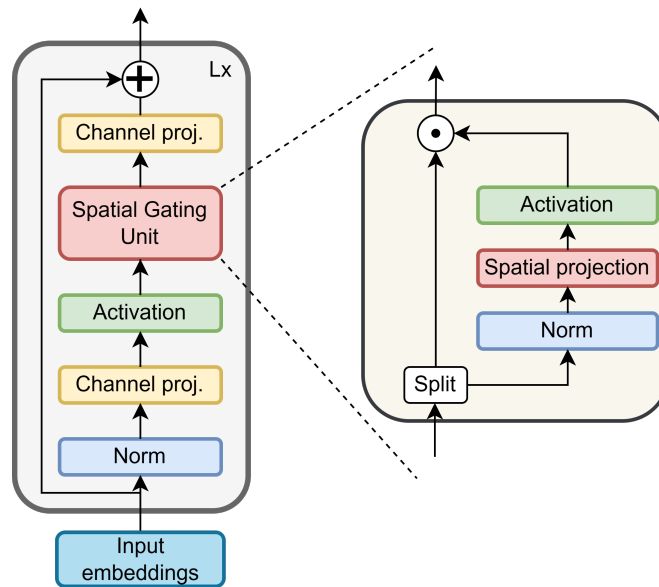 Lx
Channel proj.
Spatial Gating
Unit
Activation
Channel proj.
Norm
Input
embeddings
Activation
Spatial projection
Norm
Split